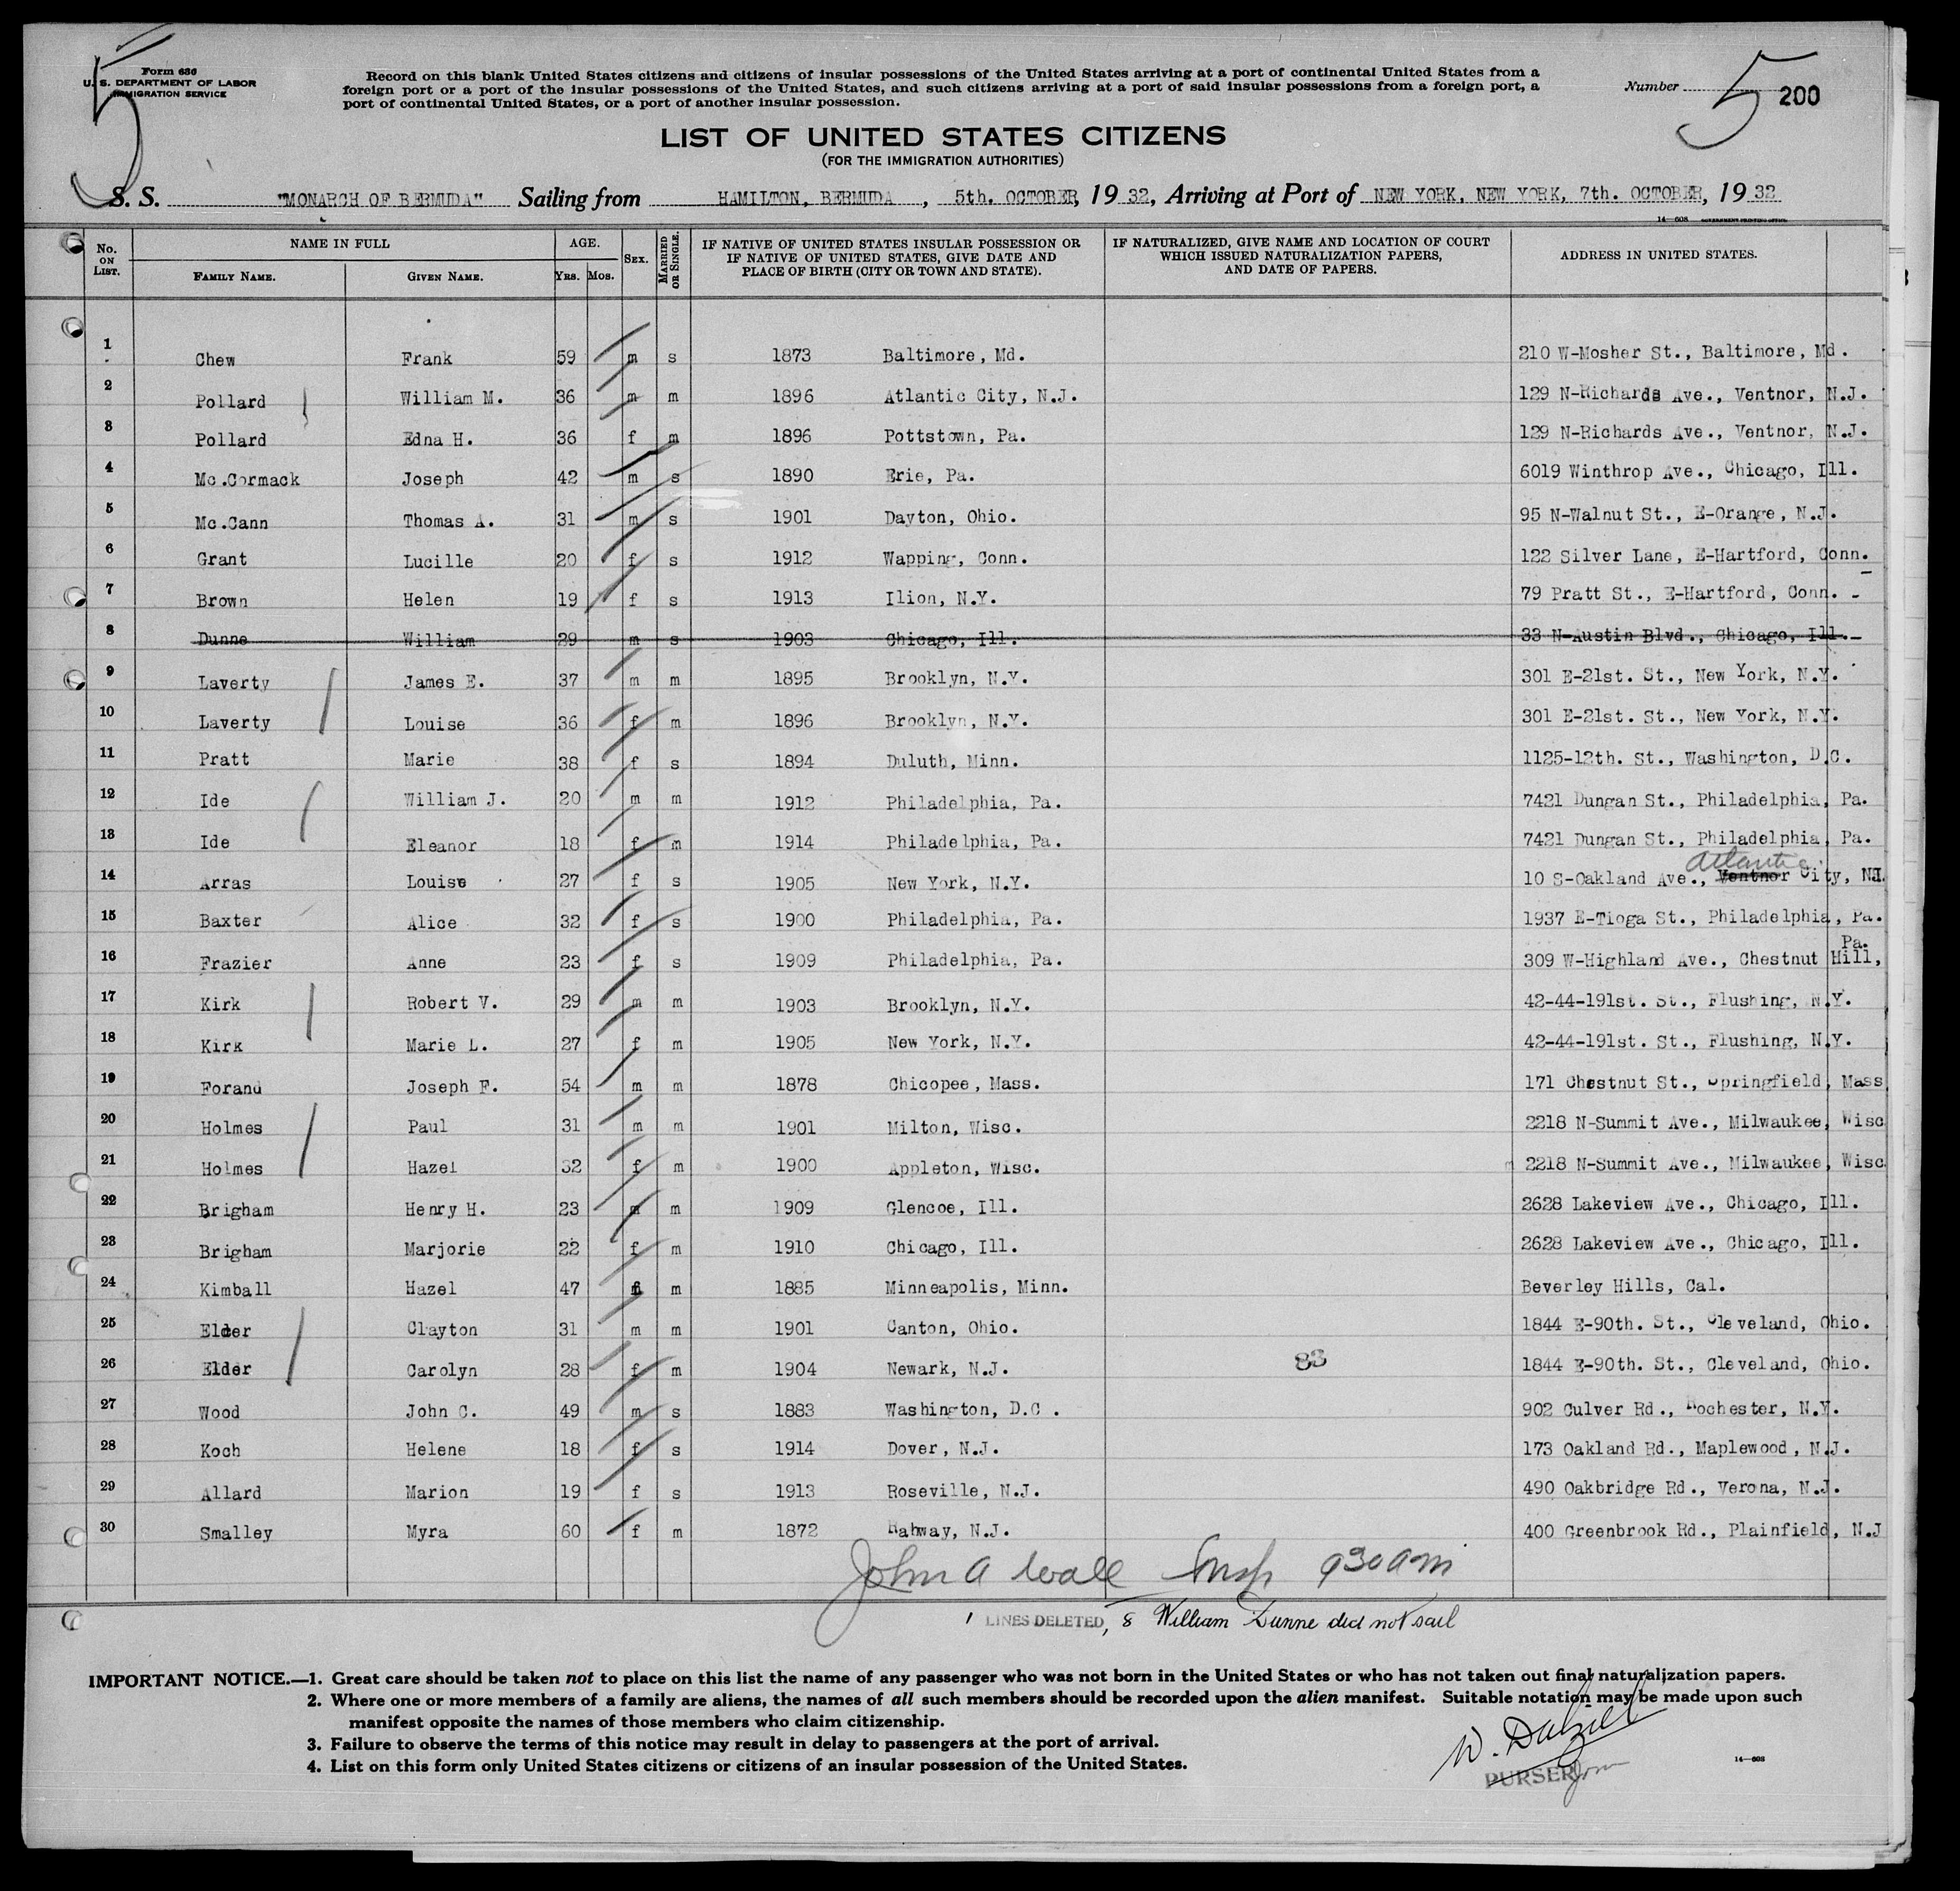 Form 630
U. S. DEPARTMENT OF LABOR
IMMIGRATION SERVICE
5
Record on this blank United States citizens and citizens of insular possessions of the United States arriving at a port of continental United States from a
foreign port or a port of the insular possessions of the United States, and such citizens arriving at a port of said insular possessions from a foreign port, a
port of continental United States, or a port of another insular possession.
Number 5 200
LIST OF UNITED STATES CITIZENS
(FOR THE IMMIGRATION AUTHORITIES)
S. S. "MONARCH OF BERMUDA" Sailing from HAMILTON, BERMUDA, 5th. OCTOBER, 1932, Arriving at Port of NEW YORK, NEW YORK, 7th. OCTOBER, 1932
14—608 GOVERNMENT PRINTING OFFICE
No. ON LIST. NAME IN FULL AGE. SEX. MARRIED OR SINGLE. IF NATIVE OF UNITED STATES INSULAR POSSESSION OR IF NATIVE OF UNITED STATES, GIVE DATE AND PLACE OF BIRTH (CITY OR TOWN AND STATE). IF NATURALIZED, GIVE NAME AND LOCATION OF COURT WHICH ISSUED NATURALIZATION PAPERS, AND DATE OF PAPERS. ADDRESS IN UNITED STATES.
FAMILY NAME. GIVEN NAME. YRS. MOS.
1 Chew Frank 59 m s 1873 Baltimore, Md. 210 W-Mosher St., Baltimore, Md.
2 Pollard William M. 36 m m 1896 Atlantic City, N.J. 129 N-Richards Ave., Ventnor, N.J.
3 Pollard Edna H. 36 f m 1896 Pottstown, Pa. 129 N-Richards Ave., Ventnor, N.J.
4 Mc.Cormack Joseph 42 m s 1890 Erie, Pa. 6019 Winthrop Ave., Chicago, Ill.
5 Mc.Cann Thomas A. 31 m s 1901 Dayton, Ohio. 95 N-Walnut St., E-Orange, N.J.
6 Grant Lucille 20 f s 1912 Wapping, Conn. 122 Silver Lane, E-Hartford, Conn.
7 Brown Helen 19 f s 1913 Ilion, N.Y. 79 Pratt St., E-Hartford, Conn.
8 Dunne William 29 m s 1903 Chicago, Ill. 33 N-Austin Blvd., Chicago, Ill.
9 Laverty James E. 37 m m 1895 Brooklyn, N.Y. 301 E-21st. St., New York, N.Y.
10 Laverty Louise 36 f m 1896 Brooklyn, N.Y. 301 E-21st. St., New York, N.Y.
11 Pratt Marie 38 f s 1894 Duluth, Minn. 1125-12th. St., Washington, D.C.
12 Ide William J. 20 m m 1912 Philadelphia, Pa. 7421 Dungan St., Philadelphia, Pa.
13 Ide Eleanor 18 f m 1914 Philadelphia, Pa. 7421 Dungan St., Philadelphia, Pa.
Atlantic
14 Arras Louise 27 f s 1905 New York, N.Y. 10 S-Oakland Ave., Ventnor City, NJ.
15 Baxter Alice 32 f s 1900 Philadelphia, Pa. 1937 E-Tioga St., Philadelphia, Pa.
16 Frazier Anne 23 f s 1909 Philadelphia, Pa. 309 W-Highland Ave., Chestnut Hill, Pa.
17 Kirk Robert V. 29 m m 1903 Brooklyn, N.Y. 42-44-191st. St., Flushing, N.Y.
18 Kirk Marie L. 27 f m 1905 New York, N.Y. 42-44-191st. St., Flushing, N.Y.
19 Forand Joseph F. 54 m m 1878 Chicopee, Mass. 171 Chestnut St., Springfield, Mass
20 Holmes Paul 31 m m 1901 Milton, Wisc. 2218 N-Summit Ave., Milwaukee, Wisc
21 Holmes Hazel 32 f m 1900 Appleton, Wisc. 2218 N-Summit Ave., Milwaukee, Wisc.
22 Brigham Henry H. 23 m m 1909 Glencoe, Ill. 2628 Lakeview Ave., Chicago, Ill.
23 Brigham Marjorie 22 f m 1910 Chicago, Ill. 2628 Lakeview Ave., Chicago, Ill.
24 Kimball Hazel 47 f m 1885 Minneapolis, Minn. Beverley Hills, Cal.
25 Elder Clayton 31 m m 1901 Canton, Ohio. 1844 E-90th. St., Cleveland, Ohio.
26 Elder Carolyn 28 f m 1904 Newark, N.J. 83 1844 E-90th. St., Cleveland, Ohio.
27 Wood John C. 49 m s 1883 Washington, D.C. 902 Culver Rd., Rochester, N.Y.
28 Koch Helene 18 f s 1914 Dover, N.J. 173 Oakland Rd., Maplewood, N.J.
29 Allard Marion 19 f s 1913 Roseville, N.J. 490 Oakbridge Rd., Verona, N.J.
30 Smalley Myra 60 f m 1872 Rahway, N.J. 400 Greenbrook Rd., Plainfield, N.J
John A Wall Insp 930 am
1 LINES DELETED, 8 William Dunne did not sail
IMPORTANT NOTICE.—1. Great care should be taken not to place on this list the name of any passenger who was not born in the United States or who has not taken out final naturalization papers.
2. Where one or more members of a family are aliens, the names of all such members should be recorded upon the alien manifest. Suitable notation may be made upon such
manifest opposite the names of those members who claim citizenship.
3. Failure to observe the terms of this notice may result in delay to passengers at the port of arrival.
4. List on this form only United States citizens or citizens of an insular possession of the United States.
W. Dalziell
PURSER
14—608